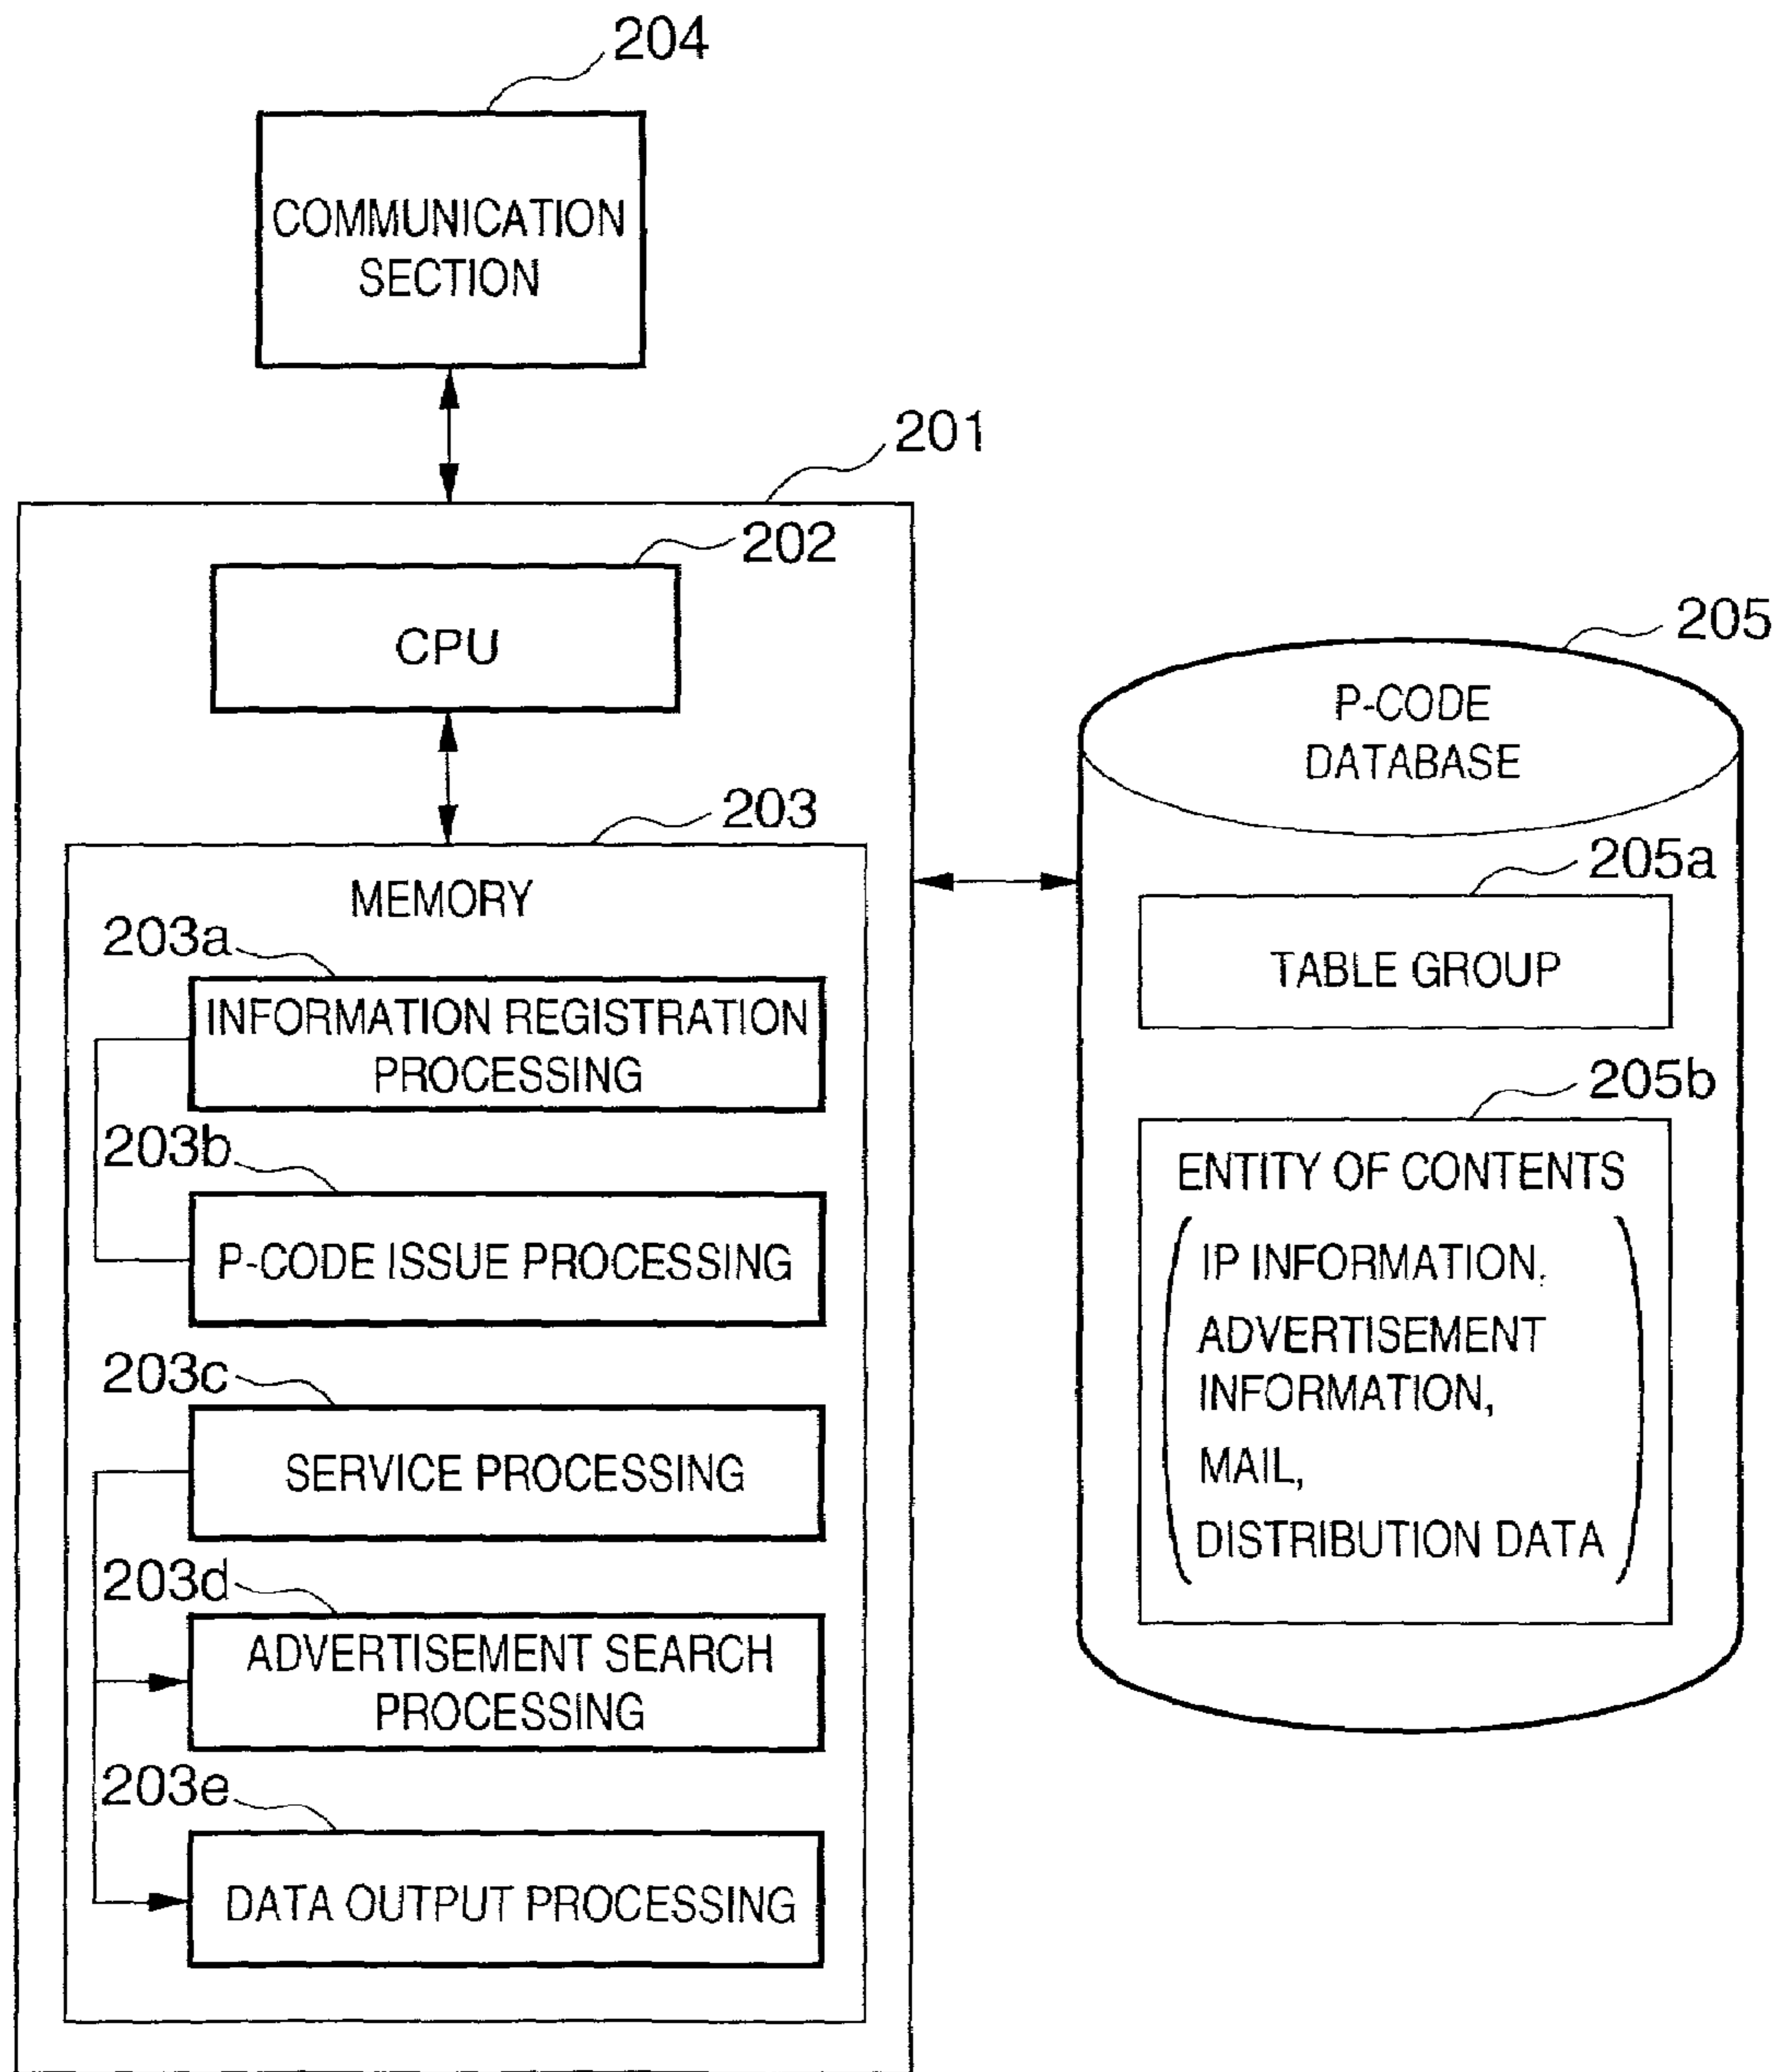 204
COMMUNICATION
SECTION
201
202
CPU
203
MEMORY
203a
INFORMATION REGISTRATION
PROCESSING
203b
P-CODE ISSUE PROCESSING
203c
SERVICE PROCESSING
203d
ADVERTISEMENT SEARCH
PROCESSING
203e
DATA OUTPUT PROCESSING
205
P-CODE
DATABASE
205a
TABLE GROUP
205b
ENTITY OF CONTENTS
IP INFORMATION,
ADVERTISEMENT
INFORMATION,
MAIL,
DISTRIBUTION DATA